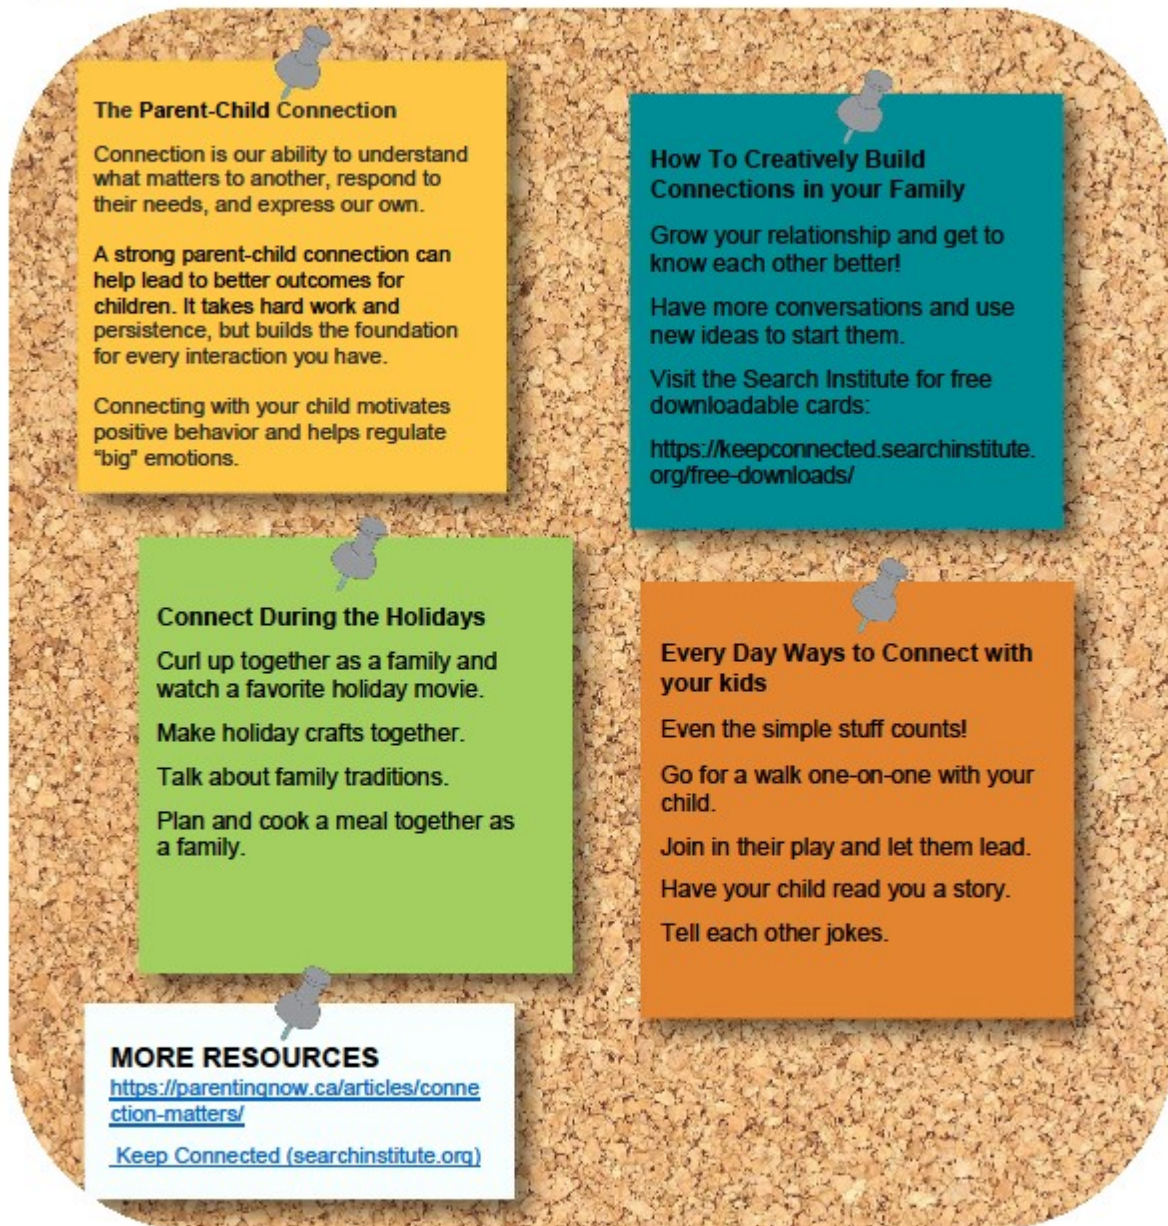 The Parent-Child Connection
Connection is our ability to understand
what matters to another, respond to
their needs, and express our own.
A strong parent-child connection can
help lead to better outcomes for
children. It takes hard work and
persistence, but builds the foundation
for every interaction you have.
Connecting with your child motivates
positive behavior and helps regulate
“big” emotions.
How To Creatively Build
Connections in your Family
Grow your relationship and get to
know each other better!
Have more conversations and use
new ideas to start them.
Visit the Search Institute for free
downloadable cards:
https://keepconnected.searchinstitute.
org/free-downloads/
Connect During the Holidays
Curl up together as a family and
watch a favorite holiday movie.
Make holiday crafts together.
Talk about family traditions.
Plan and cook a meal together as
a family.
Every Day Ways to Connect with
your kids
Even the simple stuff counts!
Go for a walk one-on-one with your
child.
Join in their play and let them lead.
Have your child read you a story.
Tell each other jokes.
MORE RESOURCES
https://parentingnow.ca/articles/conne
ction-matters/
Keep Connected (searchinstitute.org)